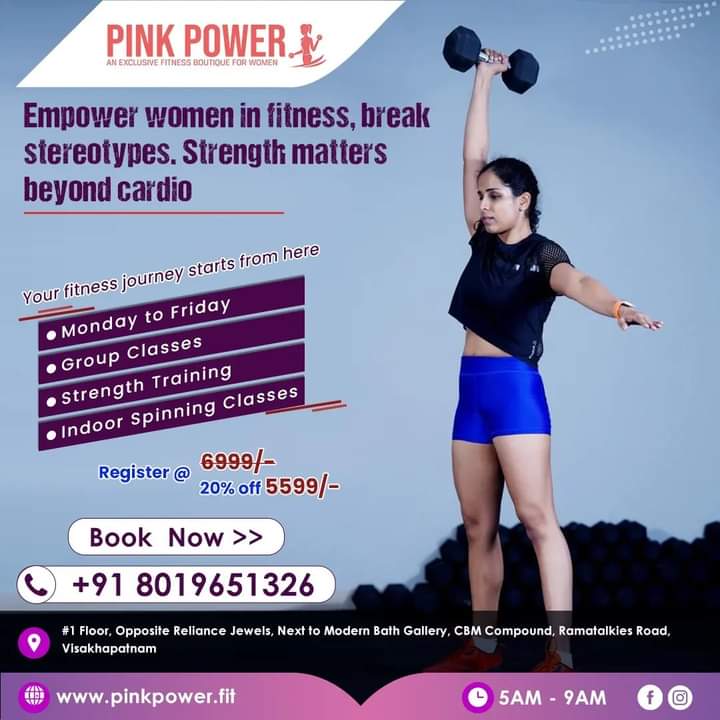 PINK POWER
AN EXCLUSIVE FITNESS BOUTIQUE FOR WOMEN
Empower women in fitness, break
stereotypes. Strength matters
beyond cardio
Your fitness journey starts from here
• Monday to Friday
• Group Classes
• Strength Training
• Indoor Spinning Classes
Register @ 6999/-
20% off 5599/-
Book Now >>
+91 8019651326
#1 Floor, Opposite Reliance Jewels, Next to Modern Bath Gallery, CBM Compound, Ramatalkies Road,
Visakhapatnam
www.pinkpower.fit
5AM - 9AM